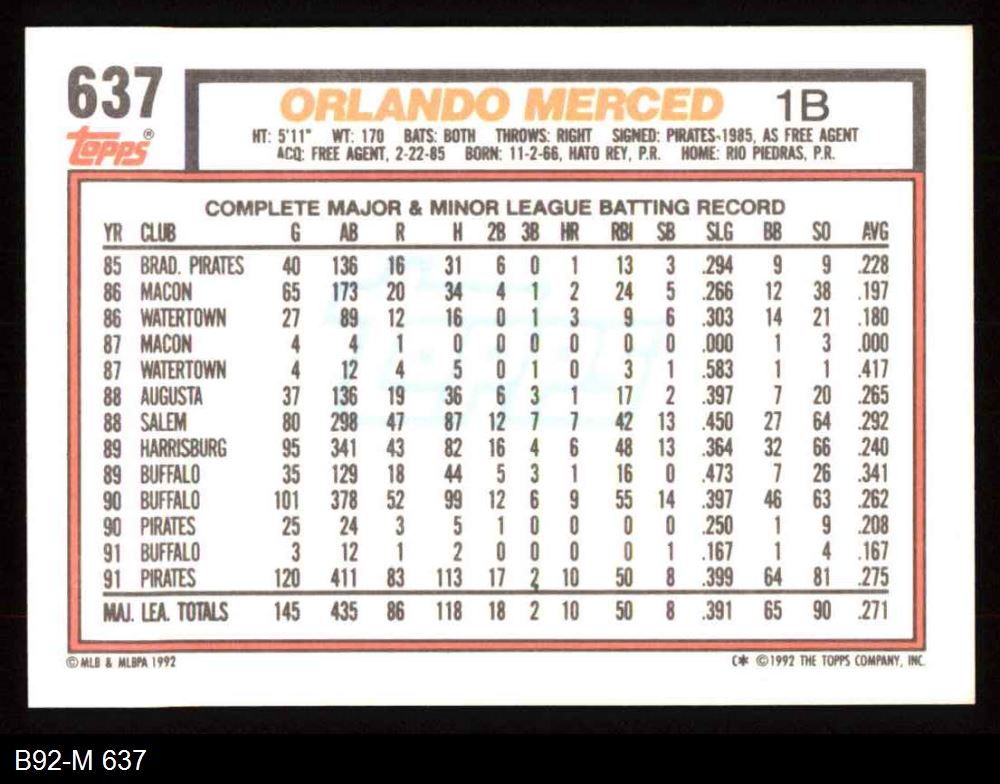 637 ORLANDO MERCED 1B
Topps®
HT: 5'11" WT: 170 BATS: BOTH THROWS: RIGHT SIGNED: PIRATES-1985, AS FREE AGENT
ACQ: FREE AGENT, 2-22-85 BORN: 11-2-66, HATO REY, P.R. HOME: RIO PIEDRAS, P.R.
COMPLETE MAJOR & MINOR LEAGUE BATTING RECORD
YR CLUB G AB R H 2B 3B HR RBI SB SLG BB SO AVG
85 BRAD. PIRATES 40 136 16 31 6 0 1 13 3 .294 9 9 .228
86 MACON 65 173 20 34 4 1 2 24 5 .266 12 38 .197
86 WATERTOWN 27 89 12 16 0 1 3 9 6 .303 14 21 .180
87 MACON 4 4 1 0 0 0 0 0 0 .000 1 3 .000
87 WATERTOWN 4 12 4 5 0 1 0 3 1 .583 1 1 .417
88 AUGUSTA 37 136 19 36 6 3 1 17 2 .397 7 20 .265
88 SALEM 80 298 47 87 12 7 7 42 13 .450 27 64 .292
89 HARRISBURG 95 341 43 82 16 4 6 48 13 .364 32 66 .240
89 BUFFALO 35 129 18 44 5 3 1 16 0 .473 7 26 .341
90 BUFFALO 101 378 52 99 12 6 9 55 14 .397 46 63 .262
90 PIRATES 25 24 3 5 1 0 0 0 0 .250 1 9 .208
91 BUFFALO 3 12 1 2 0 0 0 0 1 .167 1 4 .167
91 PIRATES 120 411 83 113 17 2 10 50 8 .399 64 81 .275
MAJ. LEA. TOTALS 145 435 86 118 18 2 10 50 8 .391 65 90 .271
Topps
© MLB & MLBPA 1992 C* ©1992 THE TOPPS COMPANY, INC.
B92-M 637